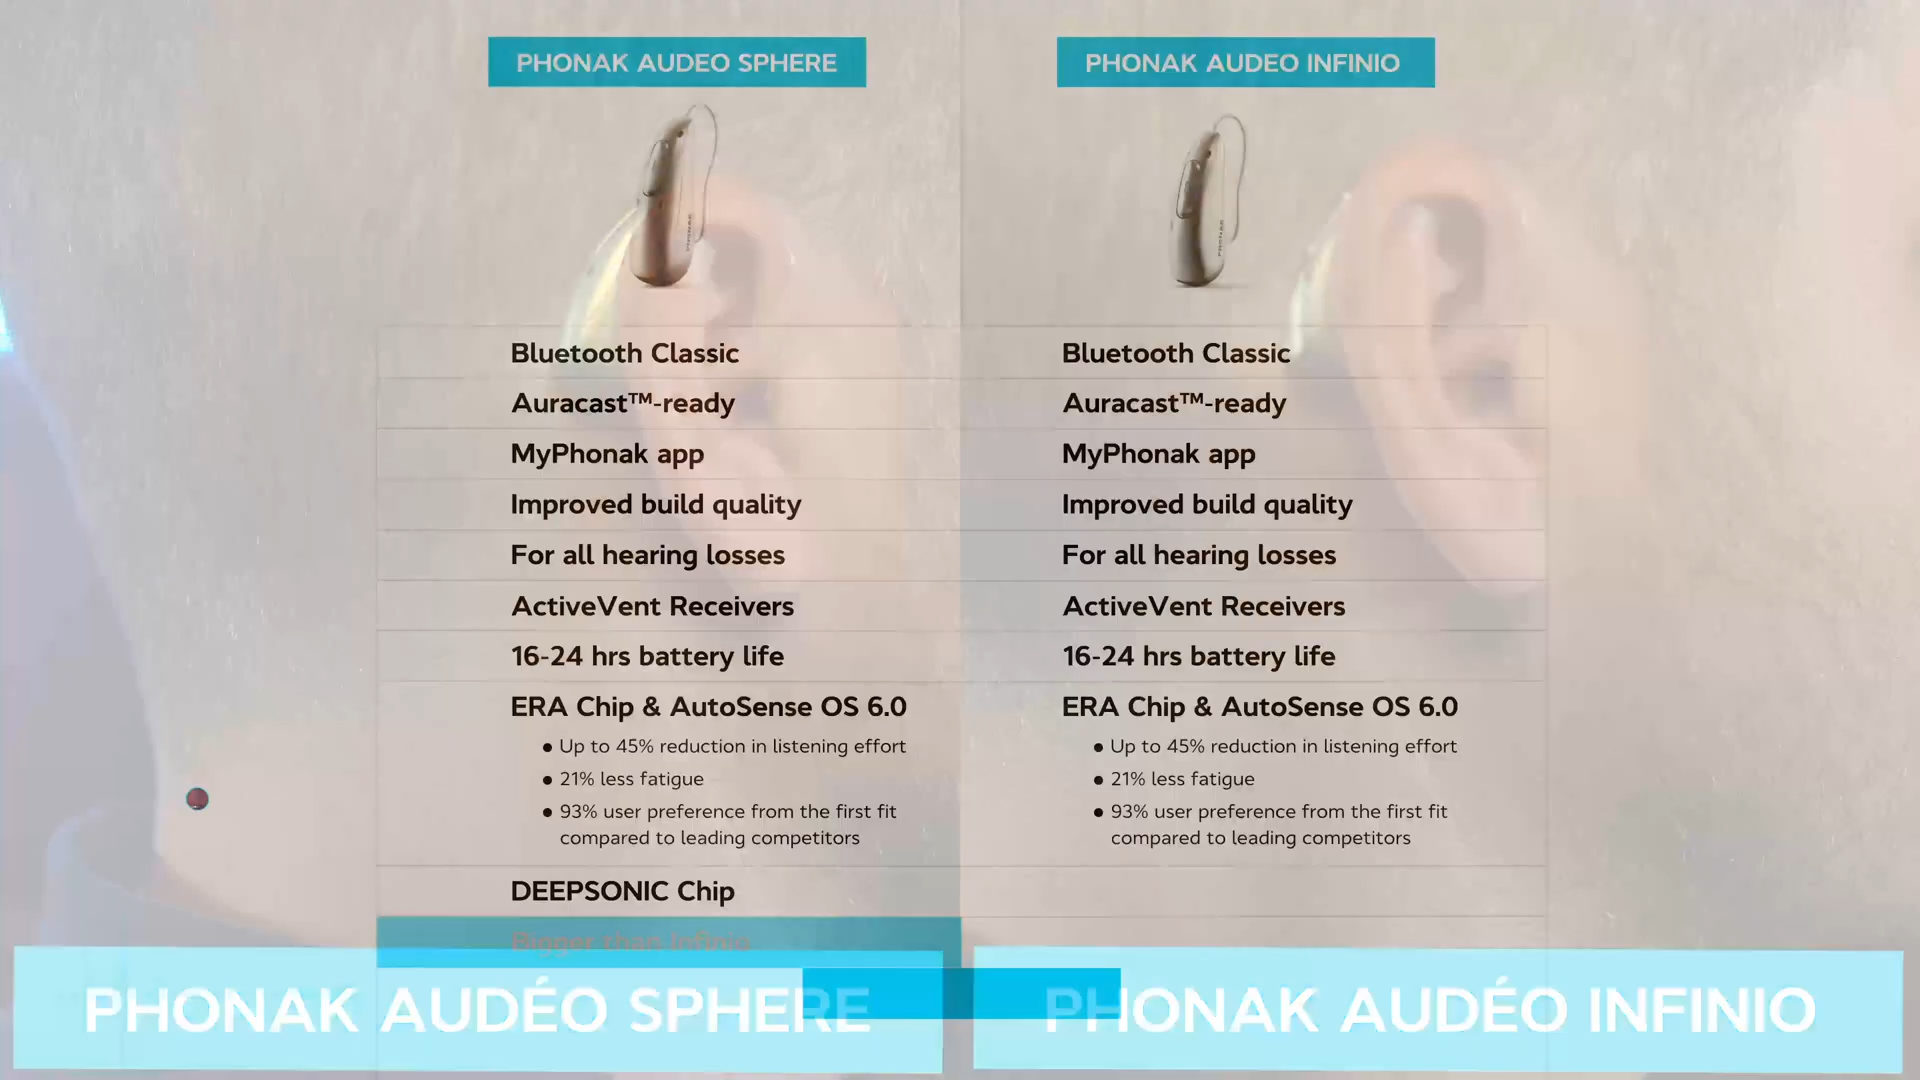 PHONAK AUDEO SPHERE
Bluetooth Classic
Auracast™-ready
MyPhonak app
Improved build quality
For all hearing losses
ActiveVent Receivers
16-24 hrs battery life
ERA Chip & AutoSense OS 6.0
• Up to 45% reduction in listening effort
• 21% less fatigue
• 93% user preference from the first fit
compared to leading competitors
DEEPSONIC Chip
Bigger than Infinio
PHONAK AUDEO INFINIO
PHONAK
Bluetooth Classic
Auracast™-ready
MyPhonak app
Improved build quality
For all hearing losses
ActiveVent Receivers
16-24 hrs battery life
ERA Chip & AutoSense OS 6.0
• Up to 45% reduction in listening effort
• 21% less fatigue
• 93% user preference from the first fit
compared to leading competitors
PHONAK AUDÉO SPHERE
PHONAK AUDÉO INFINIO